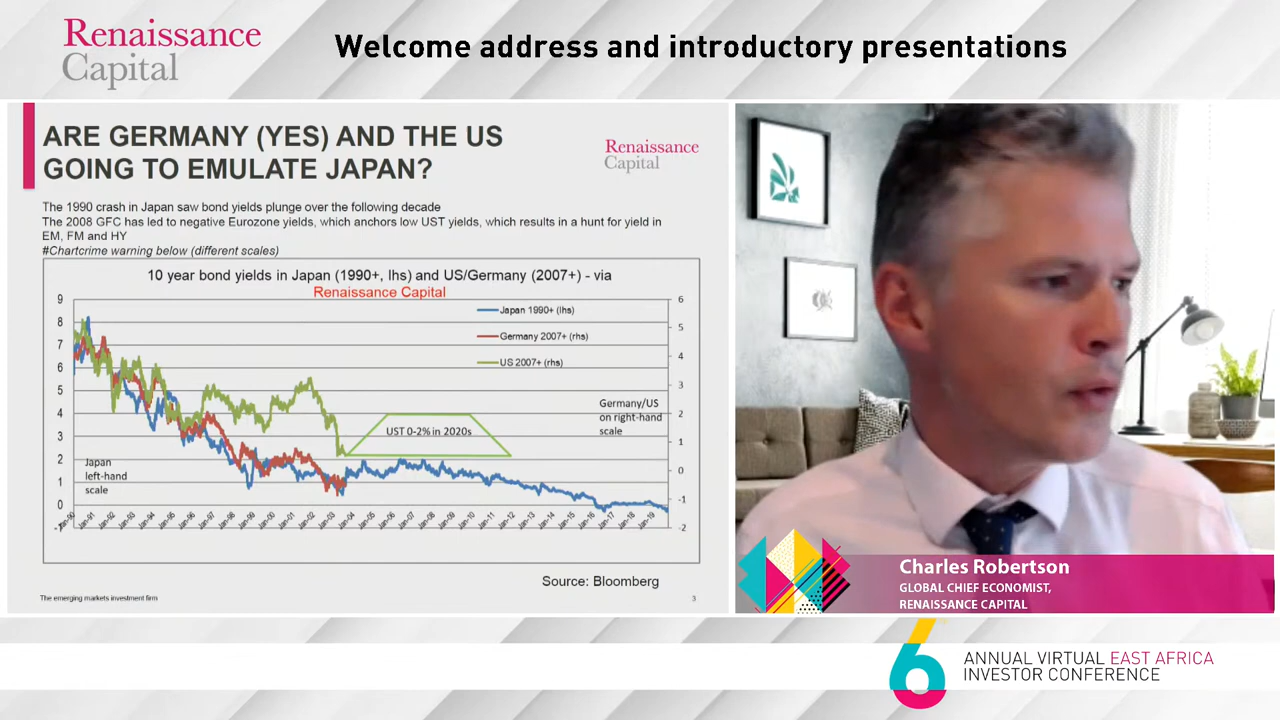 Renaissance
Capital
Welcome address and introductory presentations
ARE GERMANY (YES) AND THE US
GOING TO EMULATE JAPAN?
Renaissance
Capital
The 1990 crash in Japan saw bond yields plunge over the following decade
The 2008 GFC has led to negative Eurozone yields, which anchors low UST yields, which results in a hunt for yield in
EM, FM and HY
#Chartcrime warning below (different scales)
10 year bond yields in Japan (1990+, lhs) and US/Germany (2007+) - via
Renaissance Capital
9
8
7
6
5
4
3
2
1
0
6
5
4
3
2
1
0
-1
-2
Japan 1990+ (lhs)
Germany 2007+ (rhs)
US 2007+ (rhs)
Germany/US
on right-hand
scale
UST 0-2% in 2020s
Japan
left-hand
scale
Source: Bloomberg
The emerging markets investment firm
3
Charles Robertson
GLOBAL CHIEF ECONOMIST,
RENAISSANCE CAPITAL
6
ANNUAL VIRTUAL EAST AFRICA
INVESTOR CONFERENCE